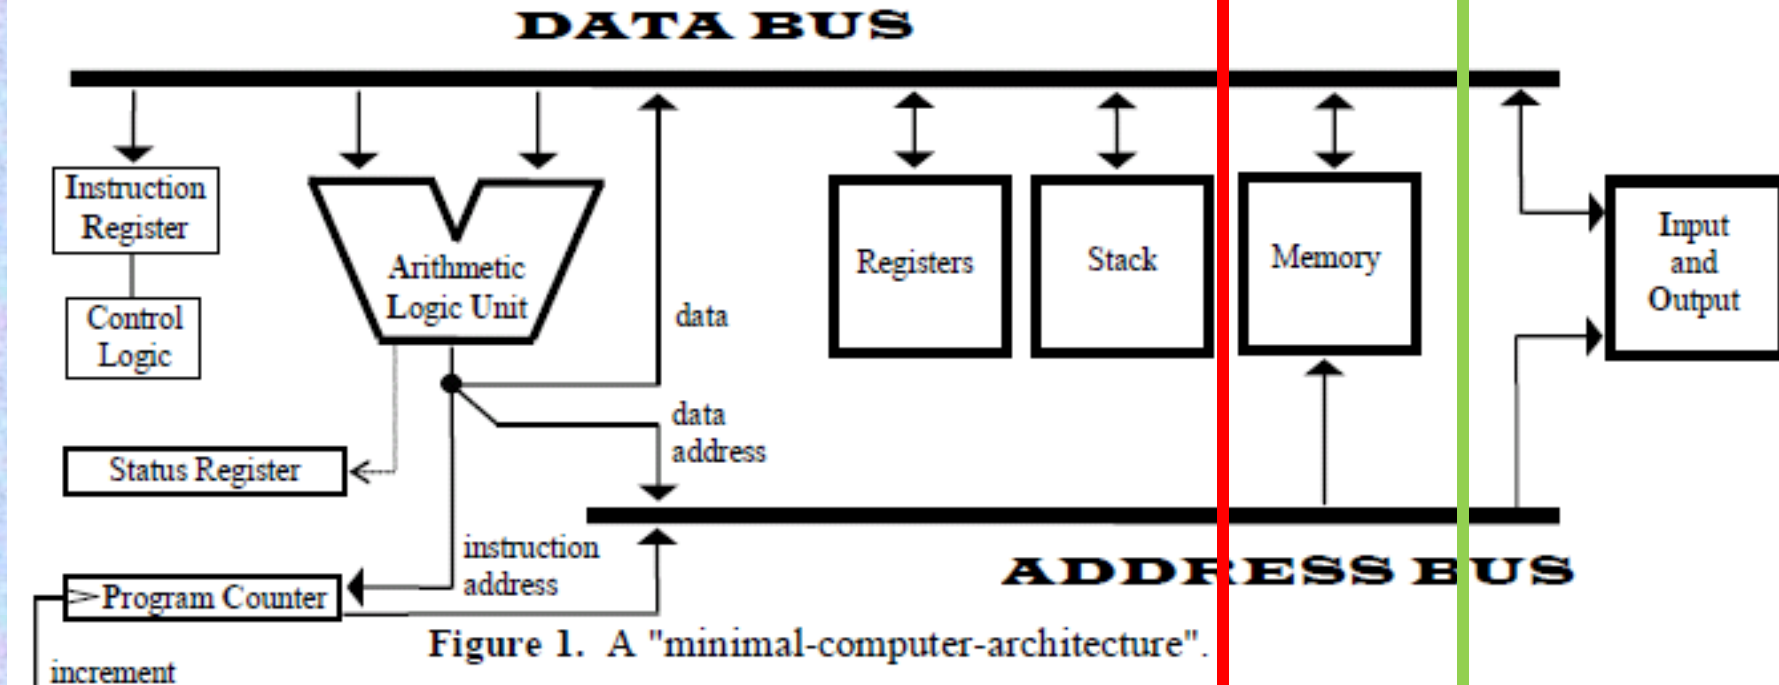 DATA BUS
Instruction
Register
Arithmetic
Logic Unit
Control
Logic
data
Registers
Stack
Memory
Input
and
Output
data
address
Status Register
instruction
address
Program Counter
increment
ADDRESS BUS
Figure 1. A "minimal-computer-architecture".